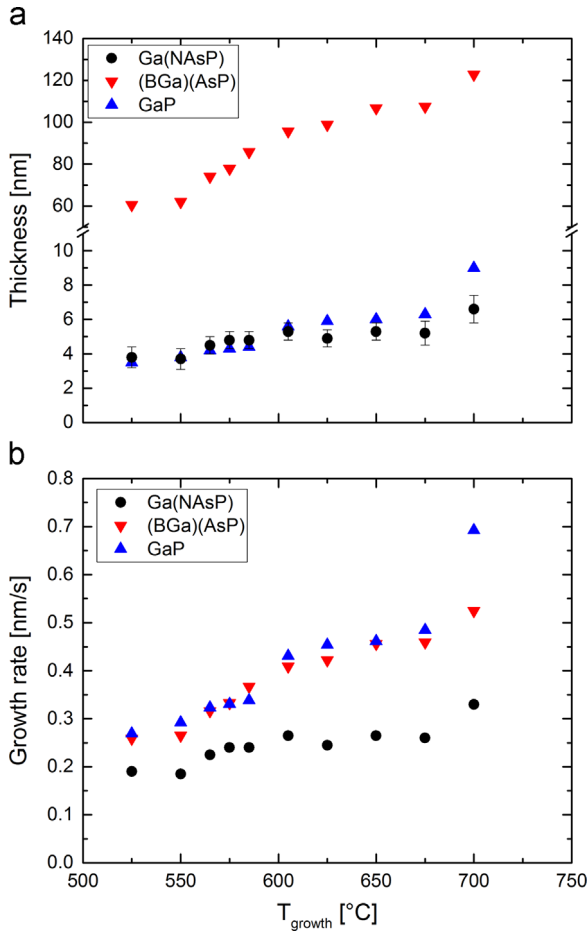 a
Thickness [nm]
140
120
100
80
60
10
8
6
4
2
0
Ga(NAsP)
(BGa)(AsP)
GaP
b
Growth rate [nm/s]
0.8
0.7
0.6
0.5
0.4
0.3
0.2
0.1
0.0
Ga(NAsP)
(BGa)(AsP)
GaP
500 550 600 650 700 750
Tgrowth [°C]